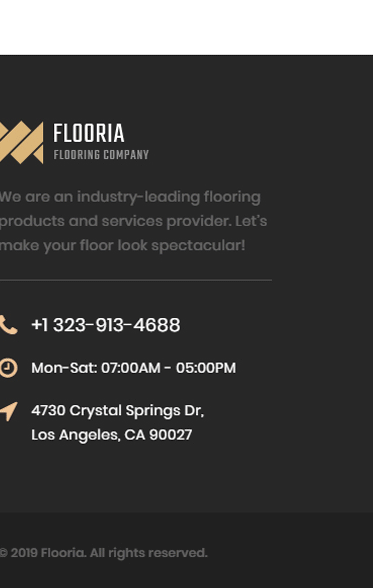 FLOORIA
FLOORING COMPANY
We are an industry-leading flooring
products and services provider. Let's
make your floor look spectacular!
+1 323-913-4688
Mon-Sat: 07:00AM - 05:00PM
4730 Crystal Springs Dr,
Los Angeles, CA 90027
© 2019 Flooria. All rights reserved.